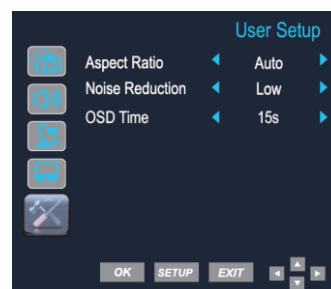 User Setup
Aspect Ratio Auto
Noise Reduction Low
OSD Time 15s
OK SETUP EXIT